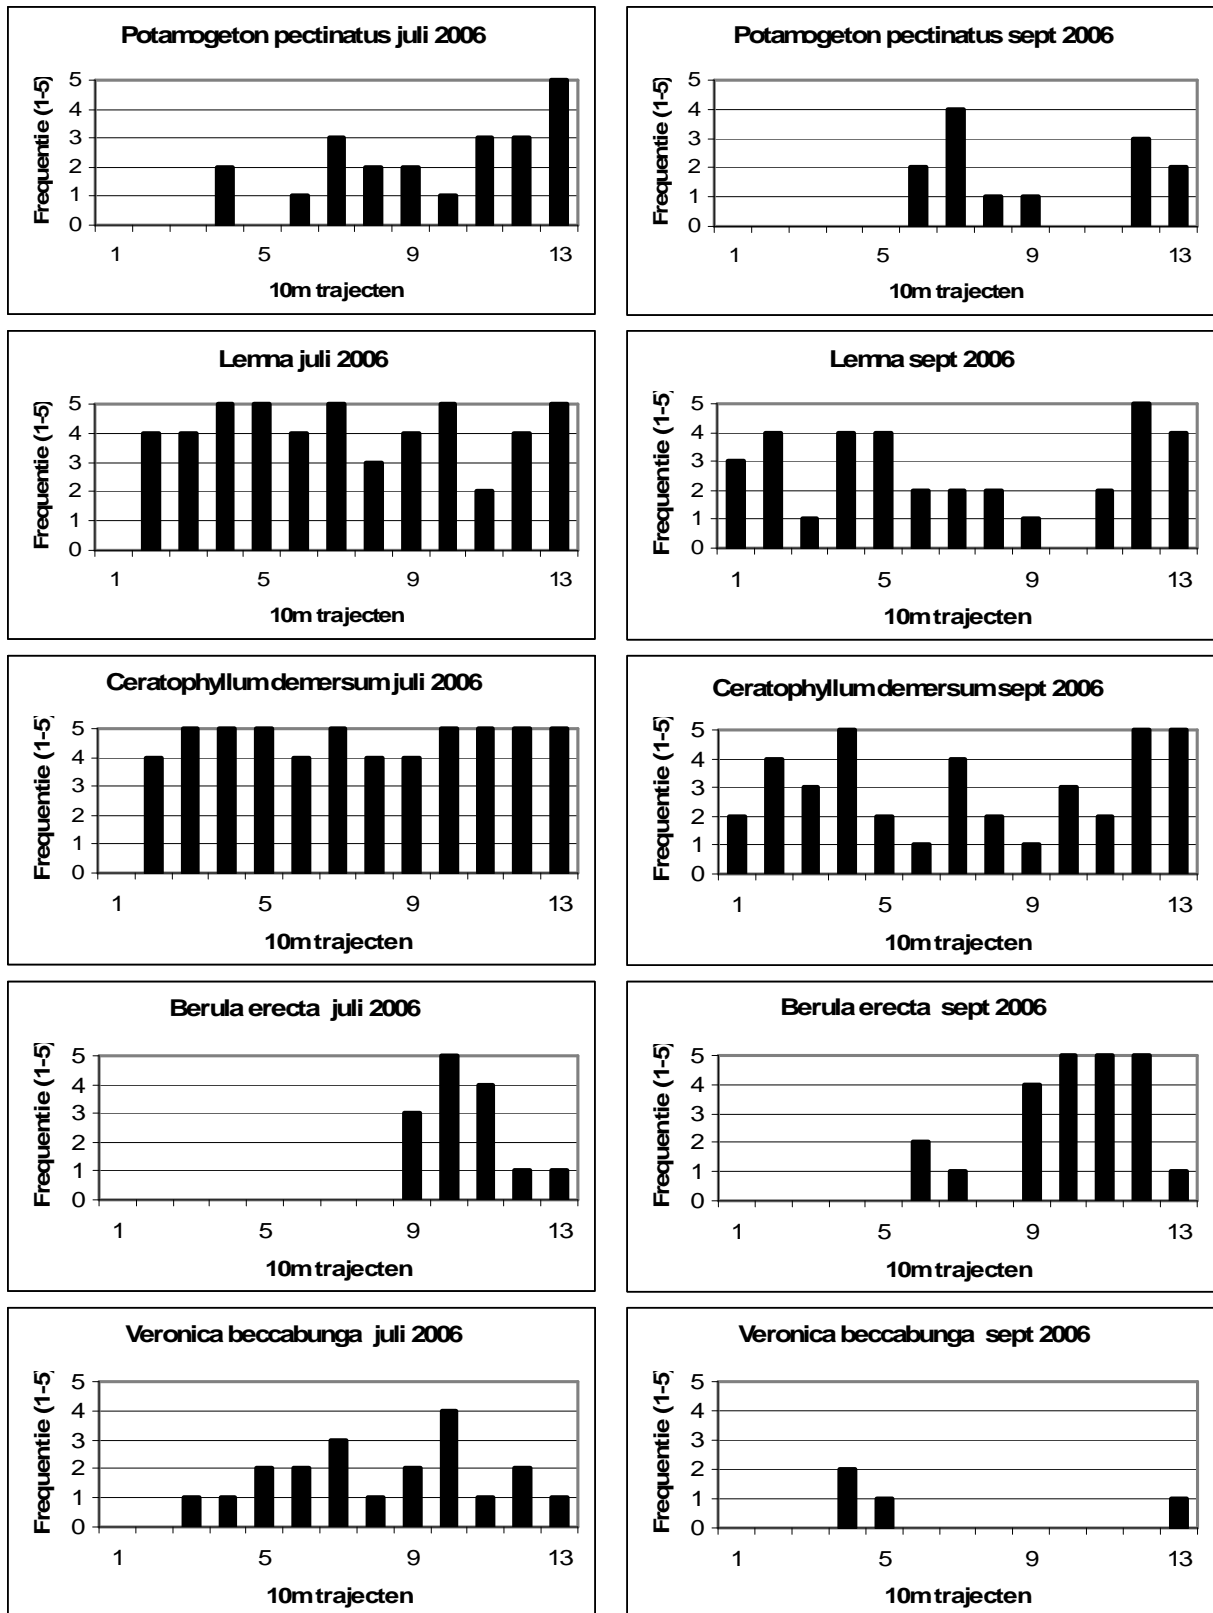 Potamogeton pectinatus juli 2006
Frequentie (1-5)
5
4
3
2
1
0
1 5 9 13
10m trajecten
Potamogeton pectinatus sept 2006
Frequentie (1-5)
5
4
3
2
1
0
1 5 9 13
10m trajecten
Lemna juli 2006
Frequentie (1-5)
5
4
3
2
1
0
1 5 9 13
10m trajecten
Lemna sept 2006
Frequentie (1-5)
5
4
3
2
1
0
1 5 9 13
10m trajecten
Ceratophyllum demersum juli 2006
Frequentie (1-5)
5
4
3
2
1
0
1 5 9 13
10m trajecten
Ceratophyllum demersum sept 2006
Frequentie (1-5)
5
4
3
2
1
0
1 5 9 13
10m trajecten
Berula erecta juli 2006
Frequentie (1-5)
5
4
3
2
1
0
1 5 9 13
10m trajecten
Berula erecta sept 2006
Frequentie (1-5)
5
4
3
2
1
0
1 5 9 13
10m trajecten
Veronica beccabunga juli 2006
Frequentie (1-5)
5
4
3
2
1
0
1 5 9 13
10m trajecten
Veronica beccabunga sept 2006
Frequentie (1-5)
5
4
3
2
1
0
1 5 9 13
10m trajecten